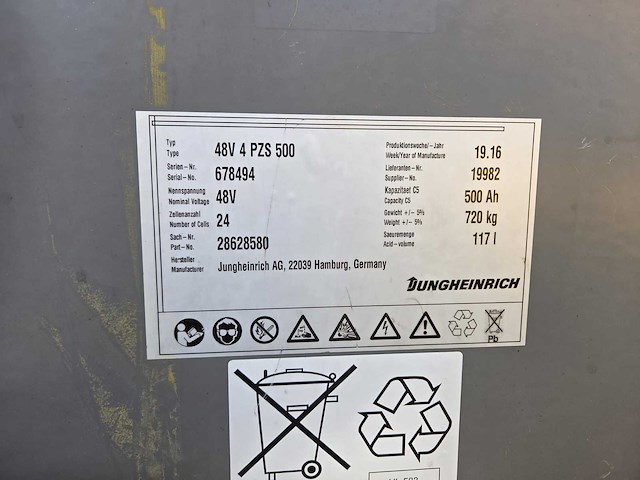 Typ
Type 48V 4 PZS 500
Produktionswoche/-Jahr
Week/Year of Manufacture 19.16
Serien-Nr.
Serial-No. 678494
Lieferanten-Nr.
Supplier-No. 19982
Nennspannung
Nominal Voltage 48V
Kapazitaet C5
Capacity C5 500 Ah
Zellenanzahl
Number of Cells 24
Gewicht +/- 5%
Weight +/- 5% 720 kg
Sach-Nr.
Part-No. 28628580
Saeuremenge
Acid-volume 117 l
Hersteller
Manufacturer Jungheinrich AG, 22039 Hamburg, Germany
JUNGHEINRICH
Pb